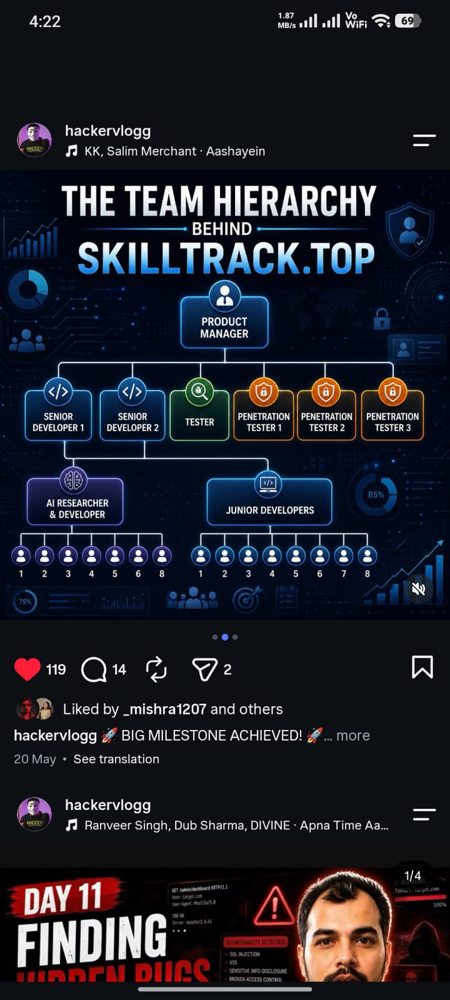 4:22
1.87
MB/s
Vo
WiFi
69
hackervlogg
KK, Salim Merchant · Aashayein
THE TEAM HIERARCHY
BEHIND
SKILLTRACK.TOP
PRODUCT
MANAGER
SENIOR
DEVELOPER 1
SENIOR
DEVELOPER 2
TESTER
PENETRATION
TESTER 1
PENETRATION
TESTER 2
PENETRATION
TESTER 3
AI RESEARCHER
& DEVELOPER
JUNIOR DEVELOPERS
85%
1 2 3 4 5 6 8
1 2 3 4 5 6 7 8
75%
119 14 2
Liked by _mishra1207 and others
hackervlogg 🚀 BIG MILESTONE ACHIEVED! 🚀... more
20 May • See translation
hackervlogg
Ranveer Singh, Dub Sharma, DIVINE · Apna Time Aa...
1/4
DAY 11
FINDING
HIDDEN BUGS
GET /admin/dashboard HTTP/1.1
Host: target.com
User-Agent: Mozilla/5.0
200 OK
Server: Apache/2.4.41
VULNERABILITY DETECTED
SQL INJECTION
XSS
SENSITIVE INFO DISCLOSURE
BROKEN ACCESS CONTROL
TARGET: target.com
100%